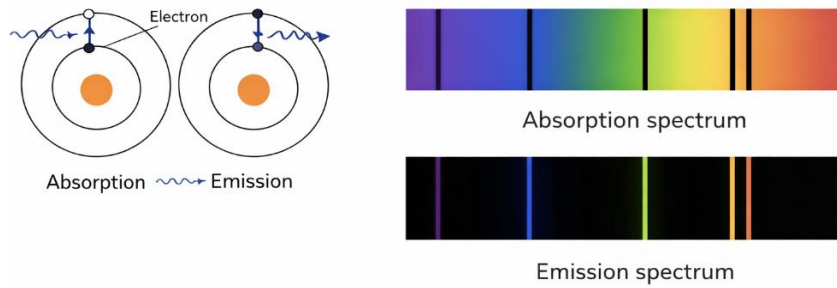 Electron
Absorption Emission
Absorption spectrum
Emission spectrum